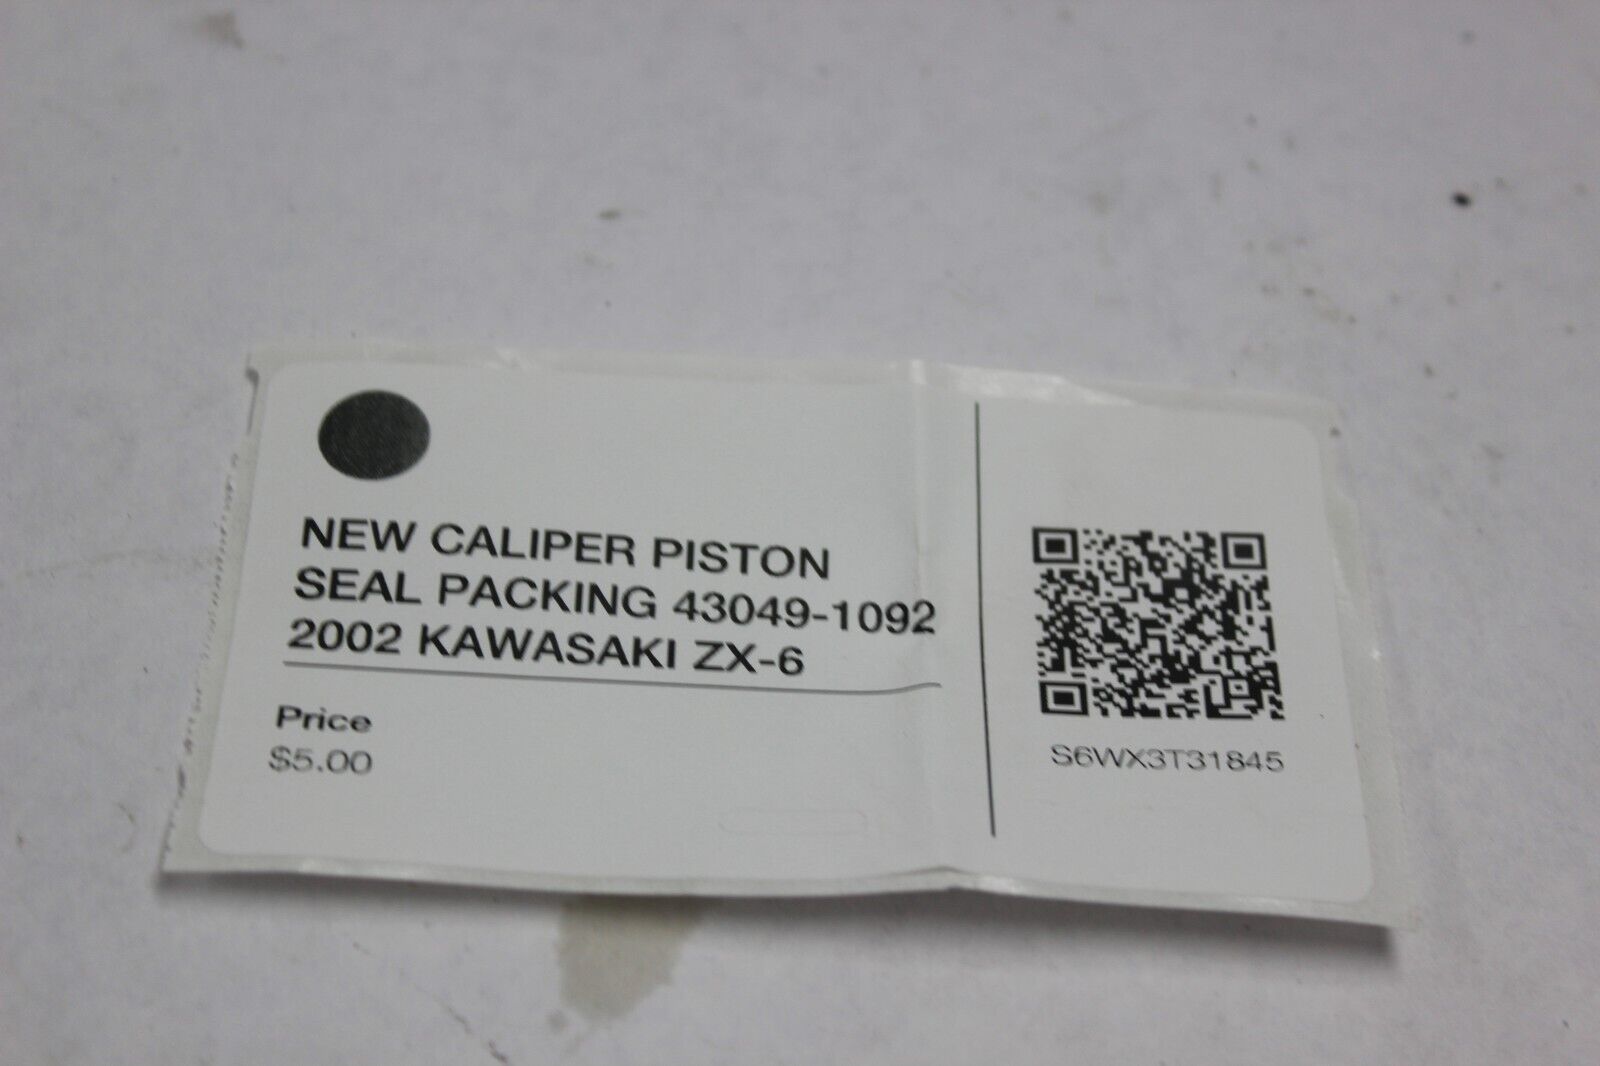 NEW CALIPER PISTON
SEAL PACKING 43049-1092
2002 KAWASAKI ZX-6
Price
$5.00
S6WX3T31845